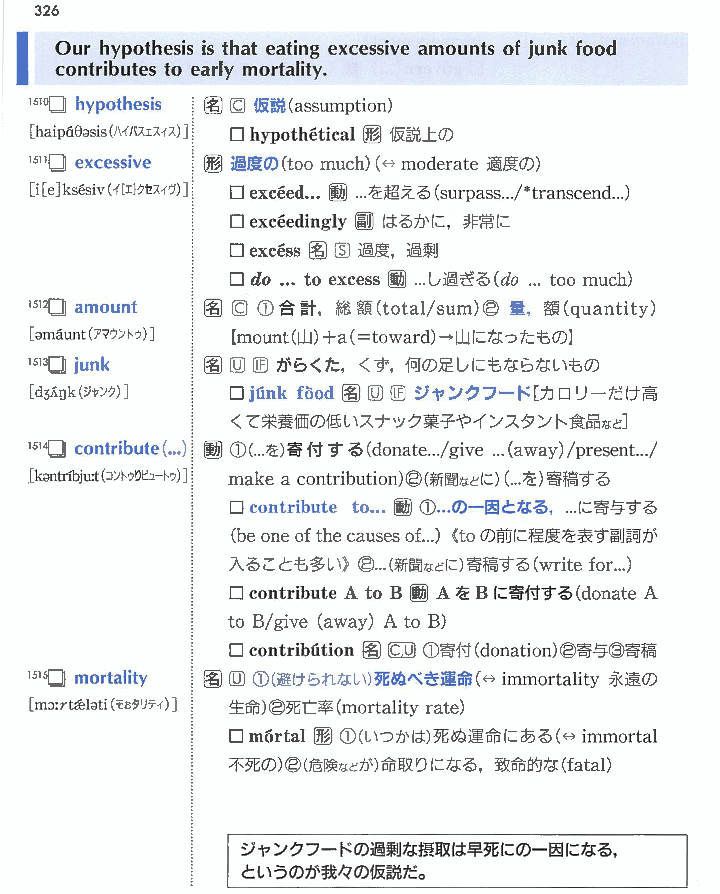 326
Our hypothesis is that eating excessive amounts of junk food
contributes to early mortality.
1510 hypothesis 名 C 仮説(assumption)
[haipɑ́θəsis(ハイパスェスィス)] □ hypothétical 形 仮説上の
1511 excessive 形 過度の(too much)(↔ moderate 適度の)
[i[e]ksésiv(イ[エ]クセスィヴ)] □ excéed... 動 ...を超える(surpass.../*transcend...)
□ excéedingly 副 はるかに，非常に
□ excéss 名 S 過度，過剰
□ do ... to excess 動 ...し過ぎる(do ... too much)
1512 amount 名 C ①合計，総額(total/sum)② 量，額(quantity)
[əmáunt(アマウントゥ)] [mount(山)+a(=toward)→山になったもの]
1513 junk 名 U F がらくた，くず，何の足しにもならないもの
[dʒʌ́ŋk(ジャンク)] □ júnk fòod 名 U F ジャンクフード[カロリーだけ高
くて栄養価の低いスナック菓子やインスタント食品など]
1514 contribute(...) 動 ①(...を)寄付する(donate.../give ...(away)/present.../
[kəntríbju:t(コントゥリビュートゥ)] make a contribution)②(新聞などに)(...を)寄稿する
□ contribute to... 動 ①...の一因となる，...に寄与する
(be one of the causes of...)《toの前に程度を表す副詞が
入ることも多い》②...(新聞などに)寄稿する(write for...)
□ contribute A to B 動 AをBに寄付する(donate A
to B/give (away) A to B)
□ contribútion 名 C,U ①寄付(donation)②寄与③寄稿
1515 mortality 名 U ①(避けられない)死ぬべき運命(↔ immortality 永遠の
[mɔ:rtǽləti(モータリティ)] 生命)②死亡率(mortality rate)
□ mórtal 形 ①(いつかは)死ぬ運命にある(↔ immortal
不死の)②(危険などが)命取りになる，致命的な(fatal)
ジャンクフードの過剰な摂取は早死にの一因になる，
というのが我々の仮説だ。